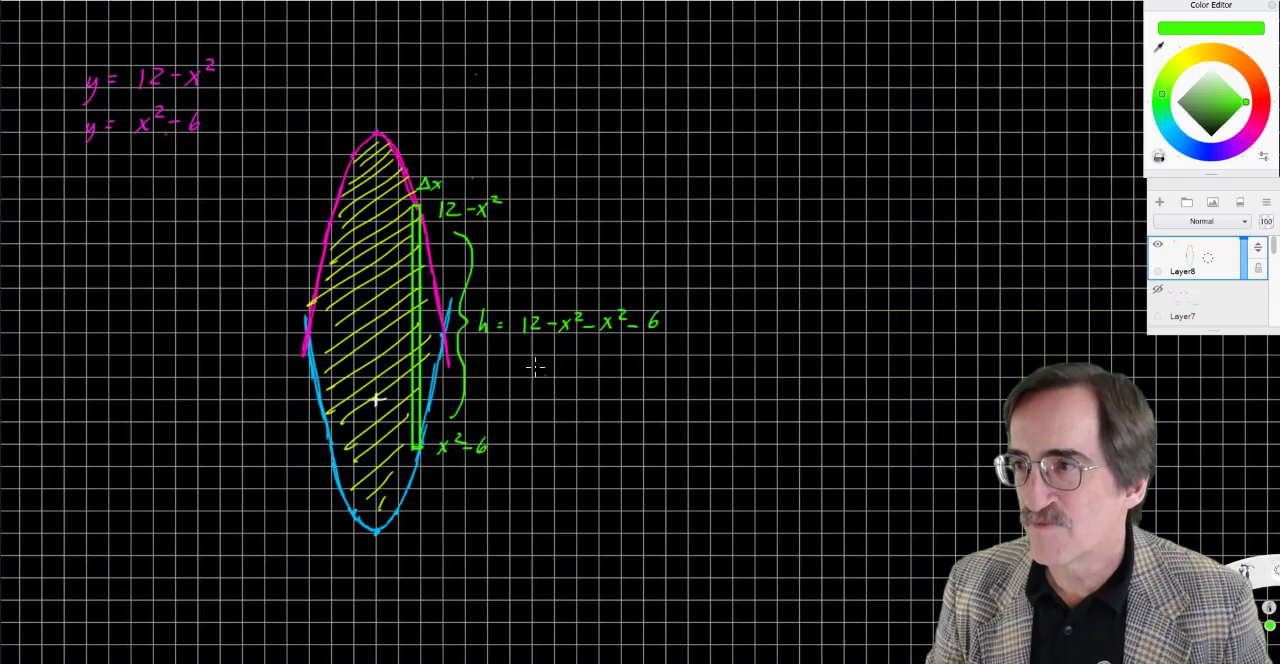 Color Editor
y = 12 - x²
y = x² - 6
Δx
12 - x²
Normal
100
Layer8
h = 12 - x² - x² - 6
Layer7
x² - 6